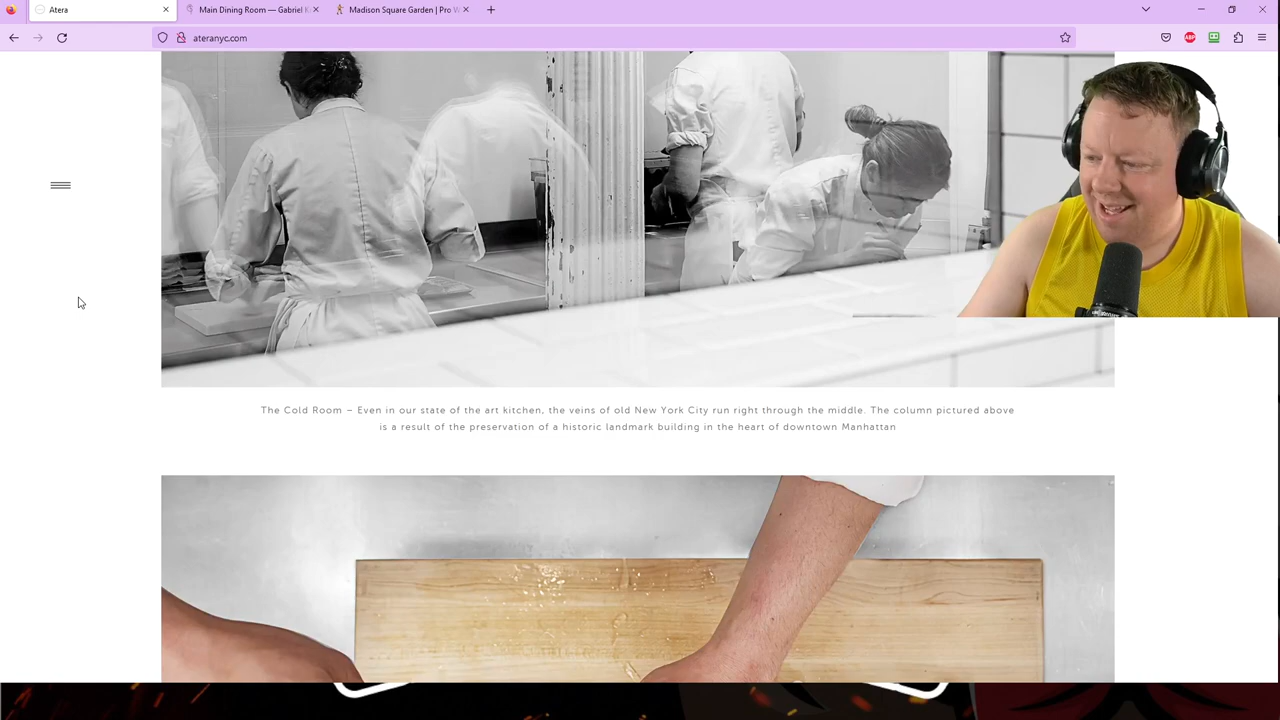 Atera
Main Dining Room — Gabriel K
Madison Square Garden | Pro W
ateranyc.com
ABP
The Cold Room – Even in our state of the art kitchen, the veins of old New York City run right through the middle. The column pictured above
is a result of the preservation of a historic landmark building in the heart of downtown Manhattan